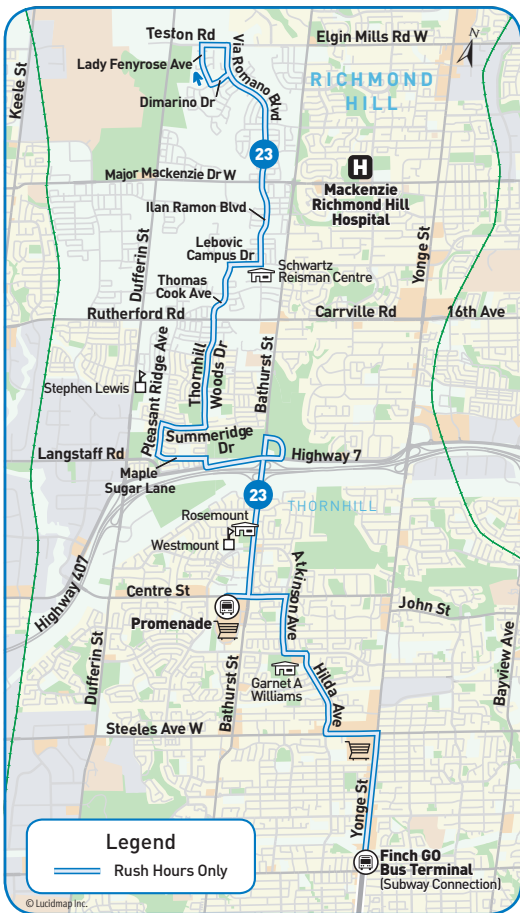 Teston Rd
Elgin Mills Rd W
N
Keele St
Lady Fenyrose Ave
Via Romano Blvd
RICHMOND
HILL
Dimarino Dr
23
H
Mackenzie
Richmond Hill
Hospital
Major Mackenzie Dr W
Ilan Ramon Blvd
Dufferin St
Yonge St
Lebovic
Campus Dr
Schwartz
Reisman Centre
Thomas
Cook Ave
Rutherford Rd
Carrville Rd
16th Ave
Pleasant Ridge Ave
Thornhill
Woods Dr
Bathurst St
Stephen Lewis
Summeridge
Dr
Langstaff Rd
Highway 7
Maple
Sugar Lane
23
THORNHILL
Rosemount
Westmount
Highway 407
Atkinson Ave
Centre St
John St
Promenade
Dufferin St
Bathurst St
Garnet A
Williams
Hilda Ave
Bayview Ave
Steeles Ave W
Yonge St
Legend
Rush Hours Only
Finch GO
Bus Terminal
(Subway Connection)
© Lucidmap Inc.